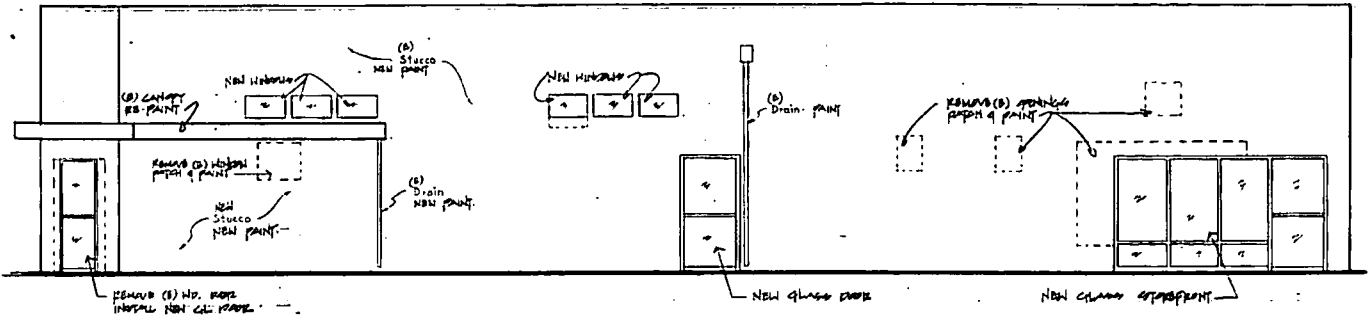 (E)
Stucco
NEW PAINT
NEW WINDOWS
(E) CANOPY
RE-PAINT
NEW WINDOWS
(E)
Drain - PAINT
REMOVE (E) OPENINGS
PATCH & PAINT
REMOVE (E) WINDOW
PATCH & PAINT
(E)
Drain
NEW PAINT.
NEW
Stucco
NEW PAINT.
REMOVE (E) WD. DOOR
INSTALL NEW GL. DOOR.
NEW GLASS DOOR
NEW GLASS STOREFRONT